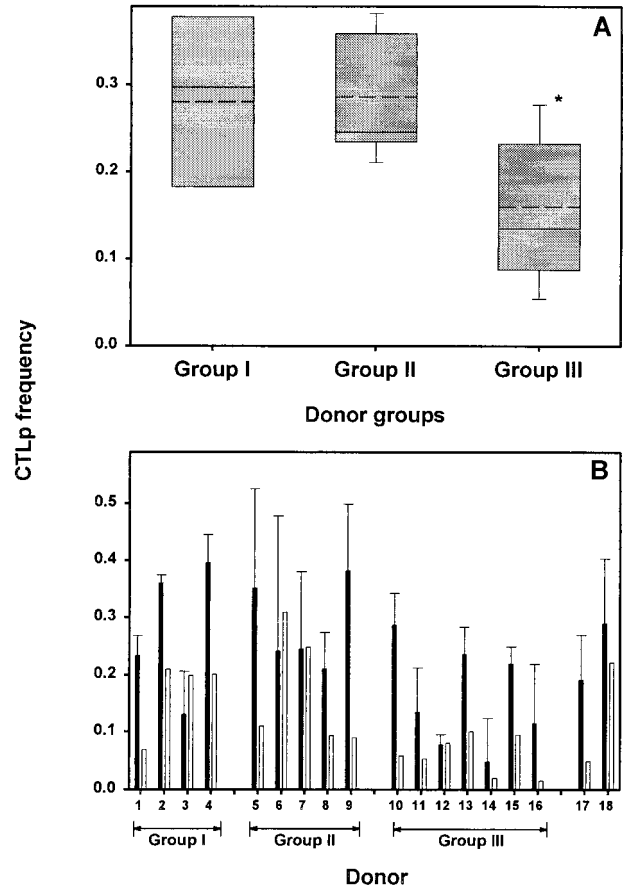 A
0.3
0.2
0.1
0.0
*
Group I Group II Group III
Donor groups
CTLp frequency
B
0.5
0.4
0.3
0.2
0.1
0.0
1 2 3 4 5 6 7 8 9 10 11 12 13 14 15 16 17 18
Group I Group II Group III
Donor